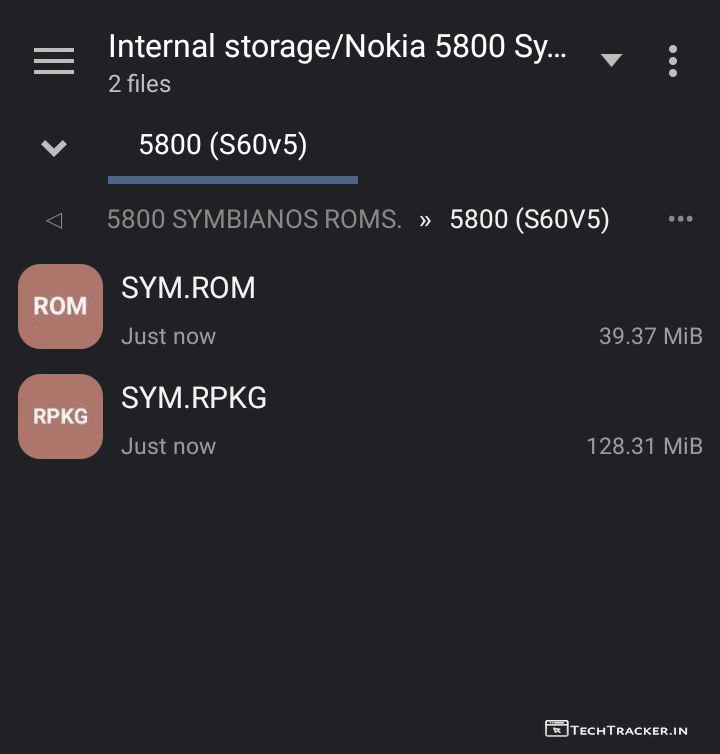 Internal storage/Nokia 5800 Sy...
2 files
5800 (S60v5)
5800 SYMBIANOS ROMS. » 5800 (S60V5)
ROM
SYM.ROM
Just now
39.37 MiB
RPKG
SYM.RPKG
Just now
128.31 MiB
TECHTRACKER.IN